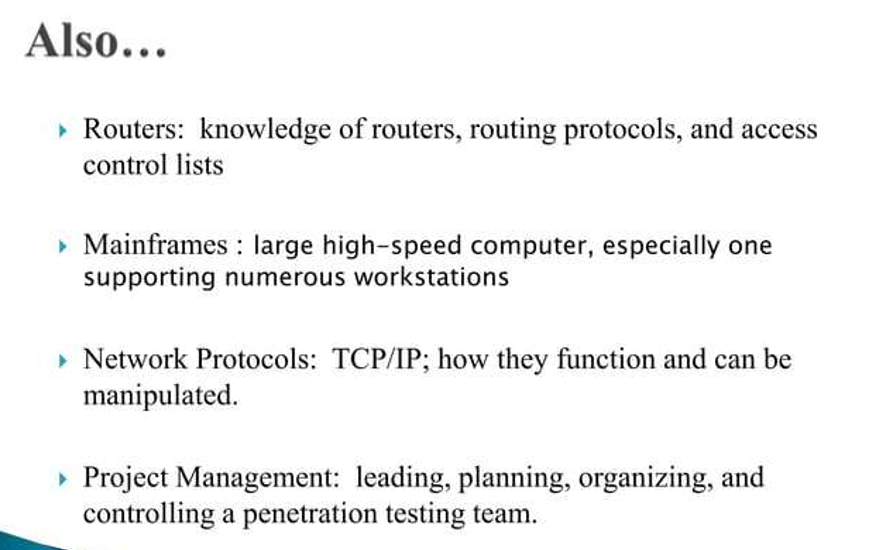 Also…
Routers: knowledge of routers, routing protocols, and access
control lists
Mainframes : large high-speed computer, especially one
supporting numerous workstations
Network Protocols: TCP/IP; how they function and can be
manipulated.
Project Management: leading, planning, organizing, and
controlling a penetration testing team.